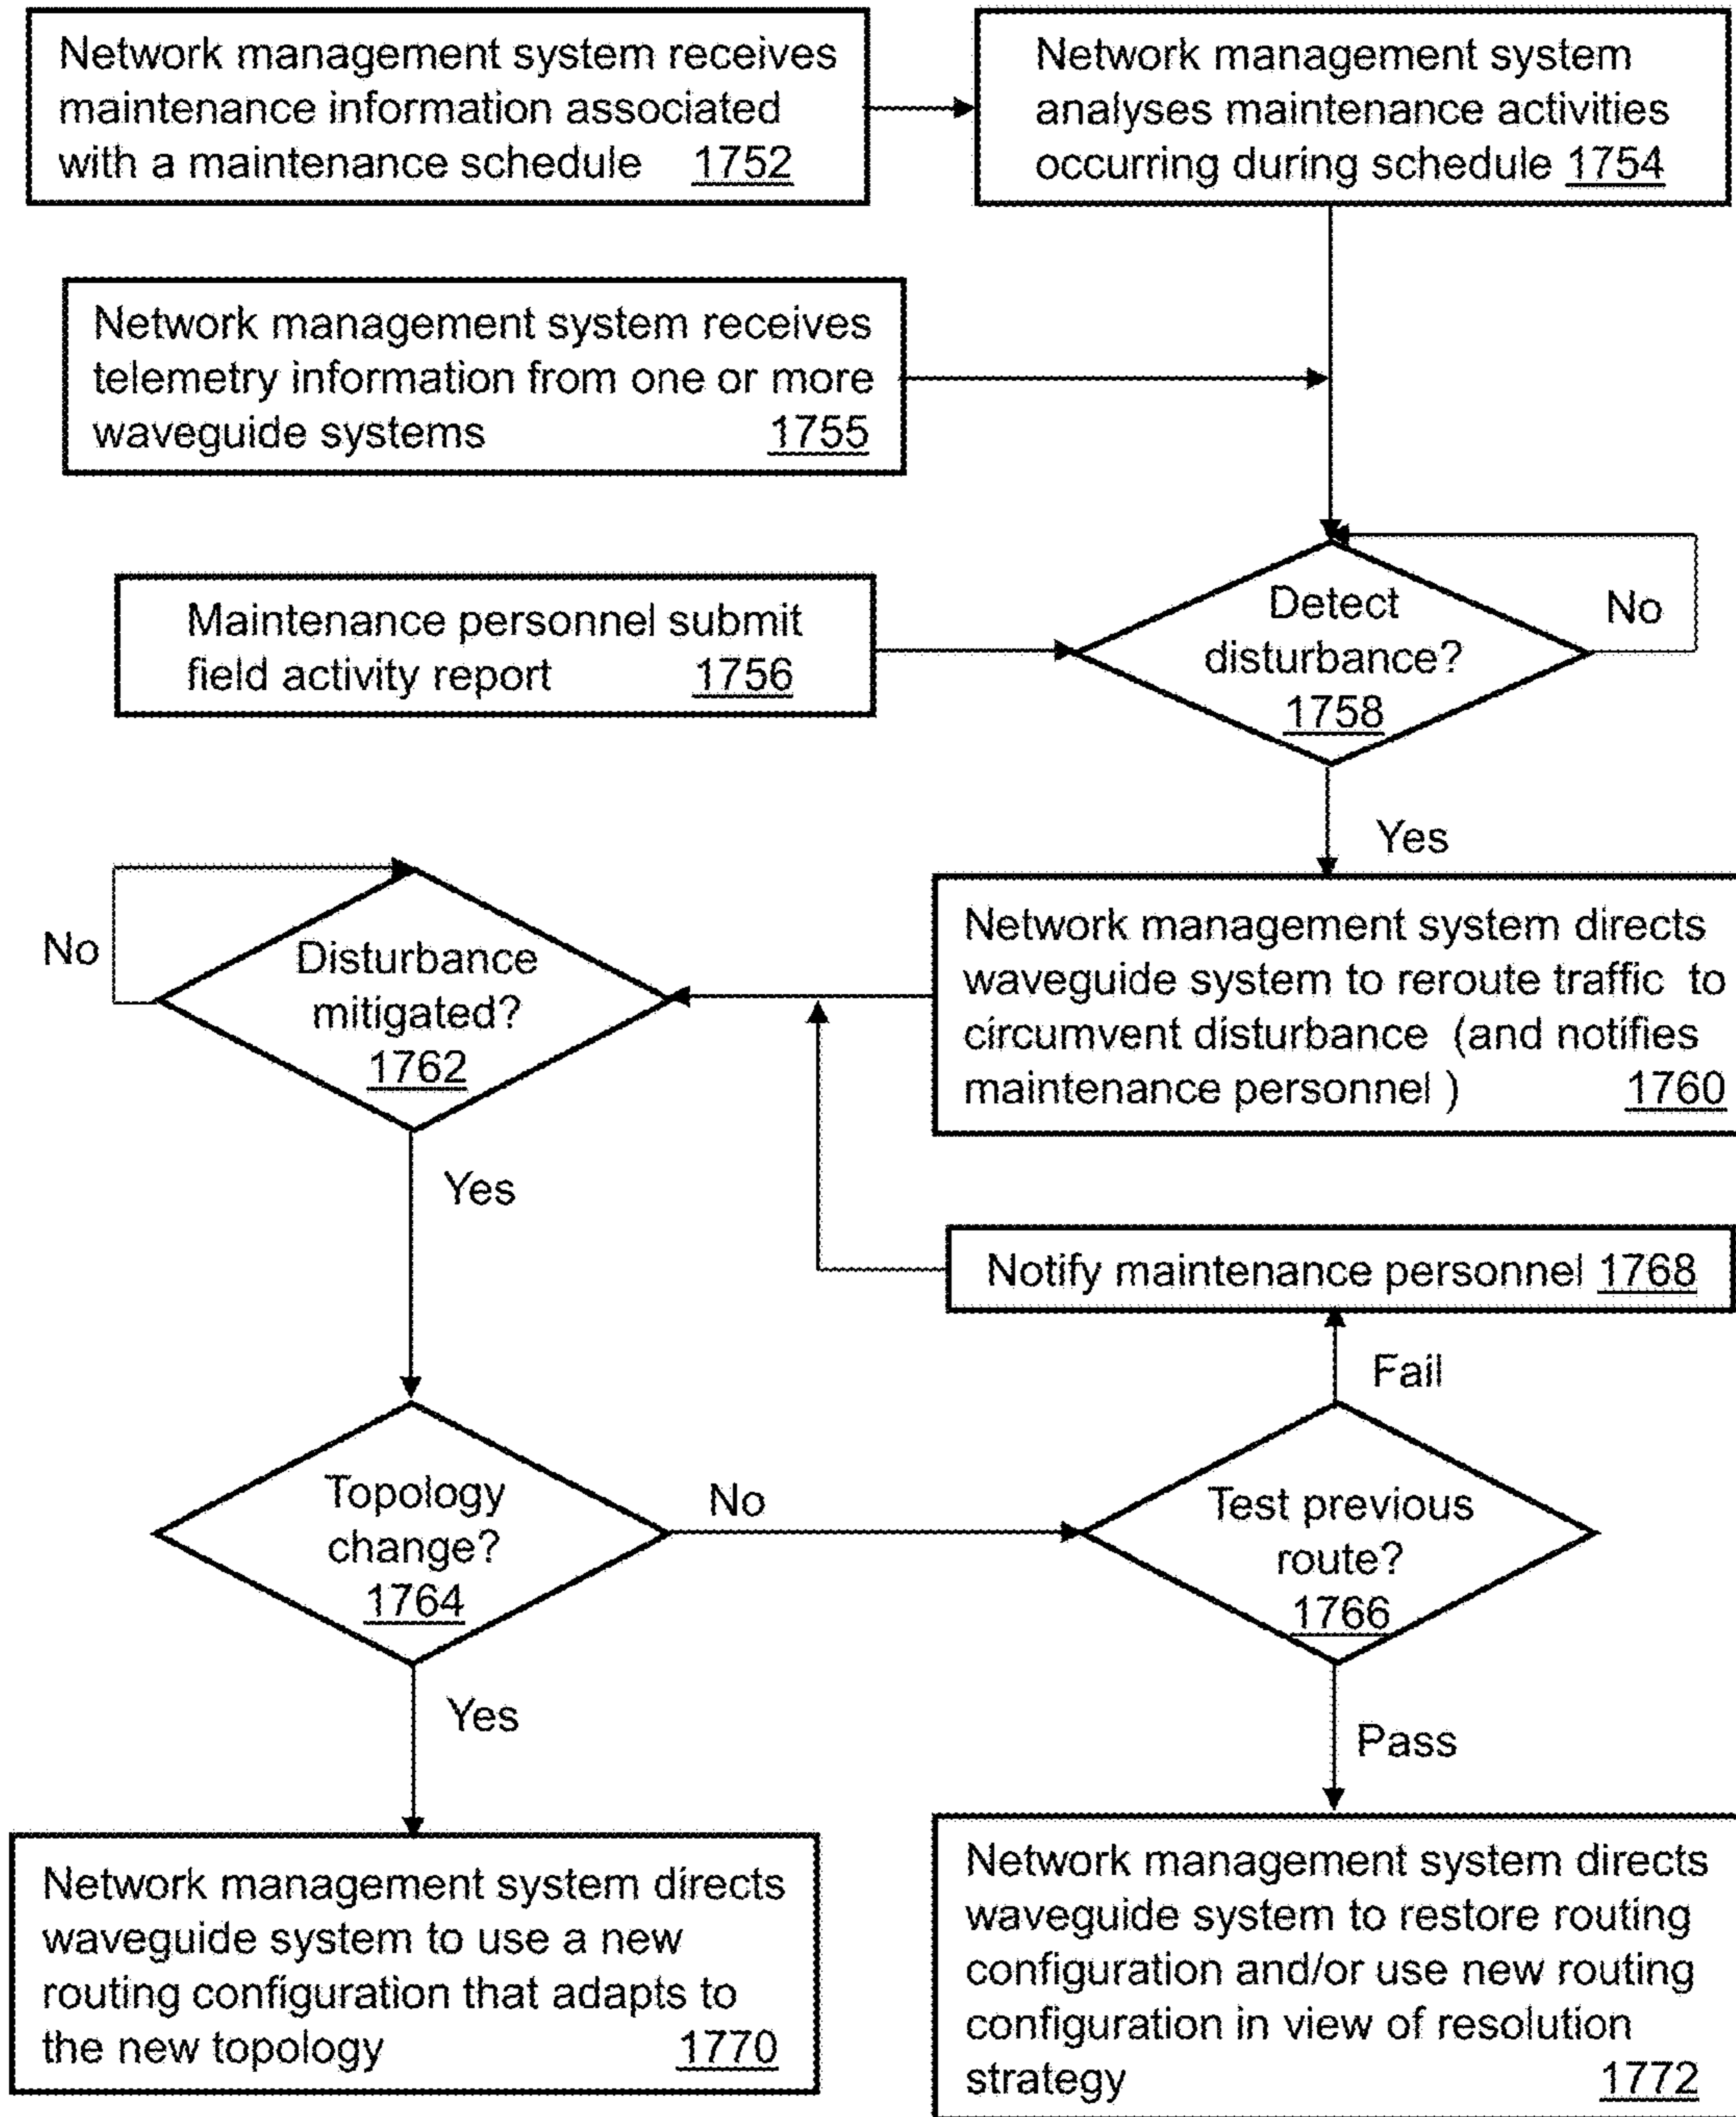 Network management system receives
maintenance information associated
with a maintenance schedule 1752
Network management system
analyses maintenance activities
occurring during schedule 1754
Network management system receives
telemetry information from one or more
waveguide systems 1755
Maintenance personnel submit
field activity report 1756
Detect
disturbance?
1758
No
Yes
Network management system directs
waveguide system to reroute traffic to
circumvent disturbance (and notifies
maintenance personnel ) 1760
No
Disturbance
mitigated?
1762
Yes
Notify maintenance personnel 1768
Fail
Topology
change?
1764
No
Test previous
route?
1766
Yes
Pass
Network management system directs
waveguide system to use a new
routing configuration that adapts to
the new topology 1770
Network management system directs
waveguide system to restore routing
configuration and/or use new routing
configuration in view of resolution
strategy 1772